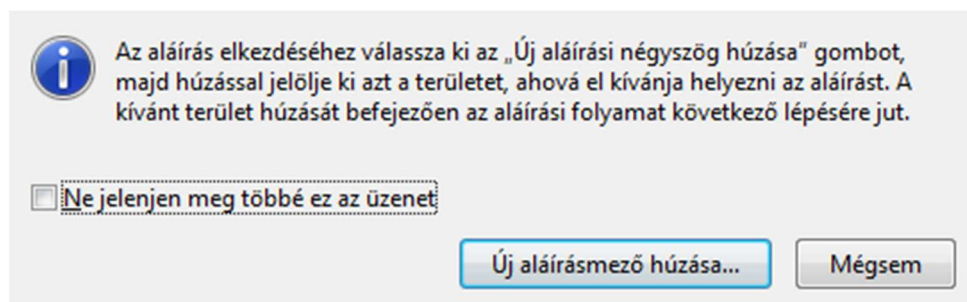 Az aláírás elkezdéséhez válassza ki az „Új aláírási négyszög húzása” gombot,
majd húzással jelölje ki azt a területet, ahová el kívánja helyezni az aláírást. A
kívánt terület húzását befejezően az aláírási folyamat következő lépésére jut.
Ne jelenjen meg többé ez az üzenet
Új aláírásmező húzása...
Mégsem